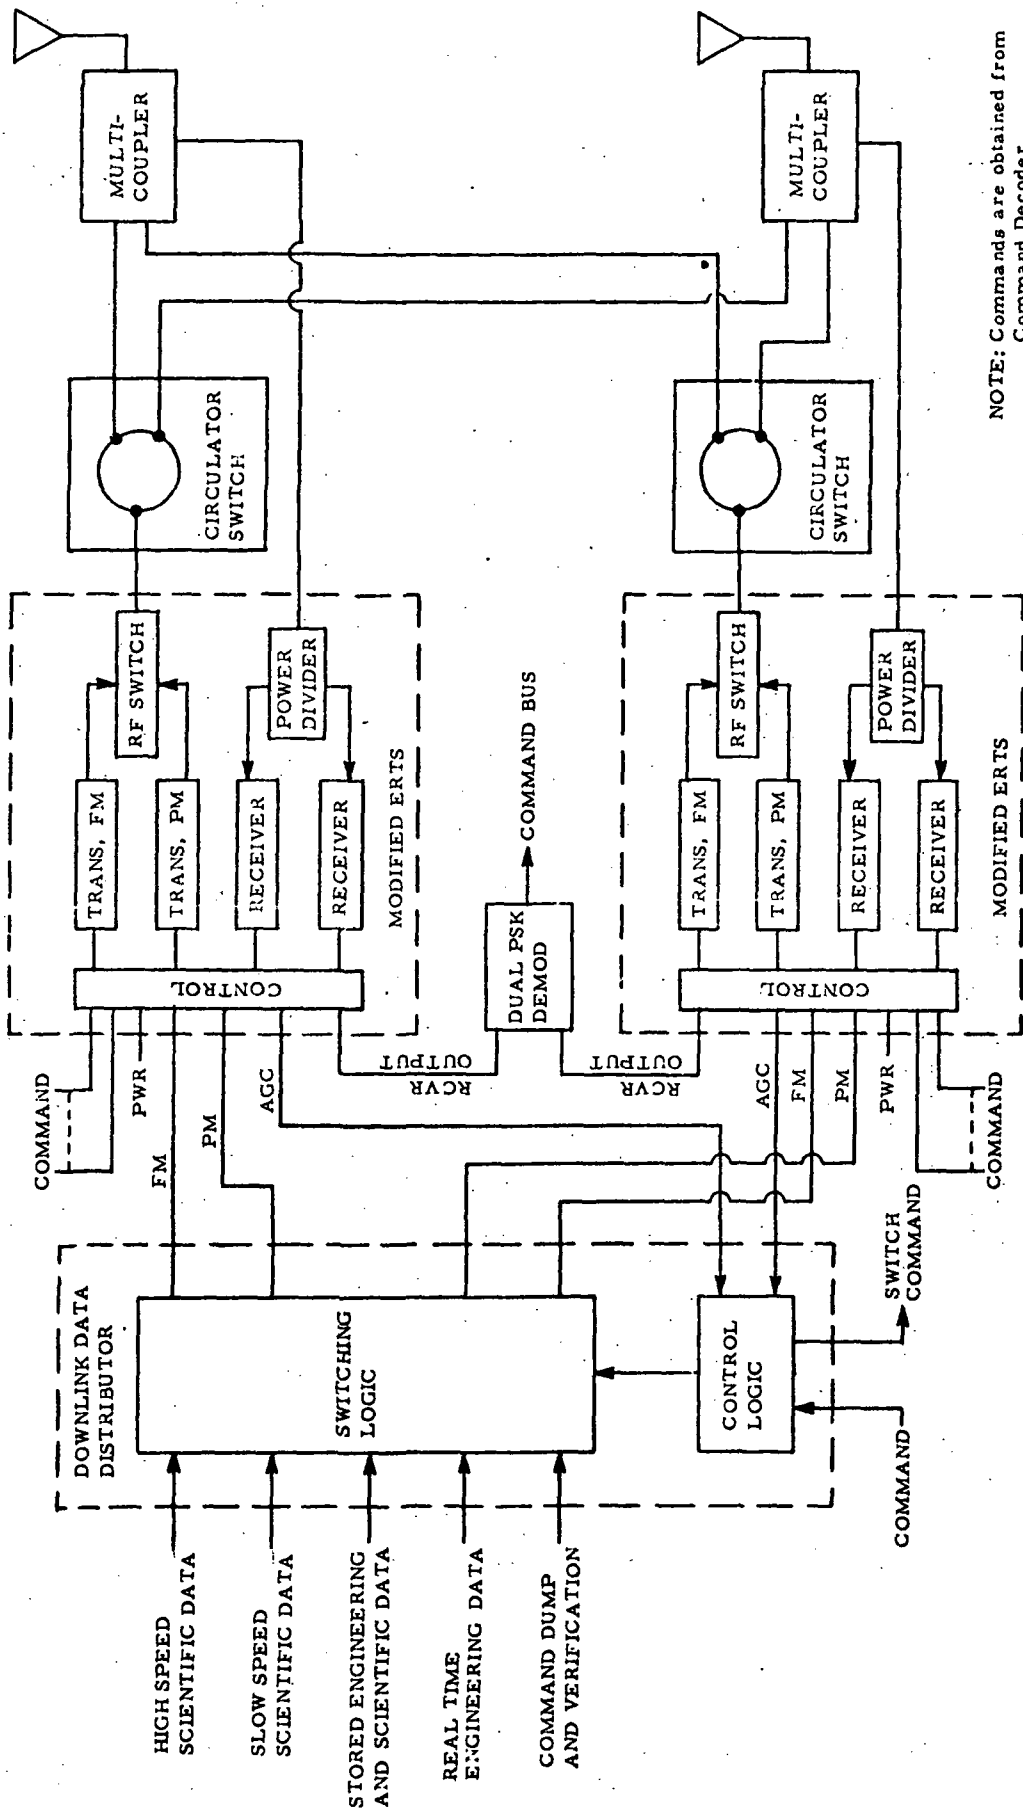 HIGH SPEED
SCIENTIFIC DATA
SLOW SPEED
SCIENTIFIC DATA
STORED ENGINEERING
AND SCIENTIFIC DATA
REAL TIME
ENGINEERING DATA
COMMAND DUMP
AND VERIFICATION
DOWNLINK DATA
DISTRIBUTOR
SWITCHING
LOGIC
CONTROL
LOGIC
COMMAND
SWITCH
COMMAND
COMMAND
PWR
FM
PM
AGC
RCVR
OUTPUT
RCVR
OUTPUT
AGC
FM
PM
PWR
COMMAND
CONTROL
TRANS, FM
TRANS, PM
RECEIVER
RECEIVER
RF SWITCH
POWER
DIVIDER
MODIFIED ERTS
DUAL PSK
DEMOD
COMMAND BUS
CONTROL
TRANS, FM
TRANS, PM
RECEIVER
RECEIVER
RF SWITCH
POWER
DIVIDER
MODIFIED ERTS
CIRCULATOR
SWITCH
CIRCULATOR
SWITCH
MULTI-
COUPLER
MULTI-
COUPLER
NOTE: Commands are obtained from
Command Decoder